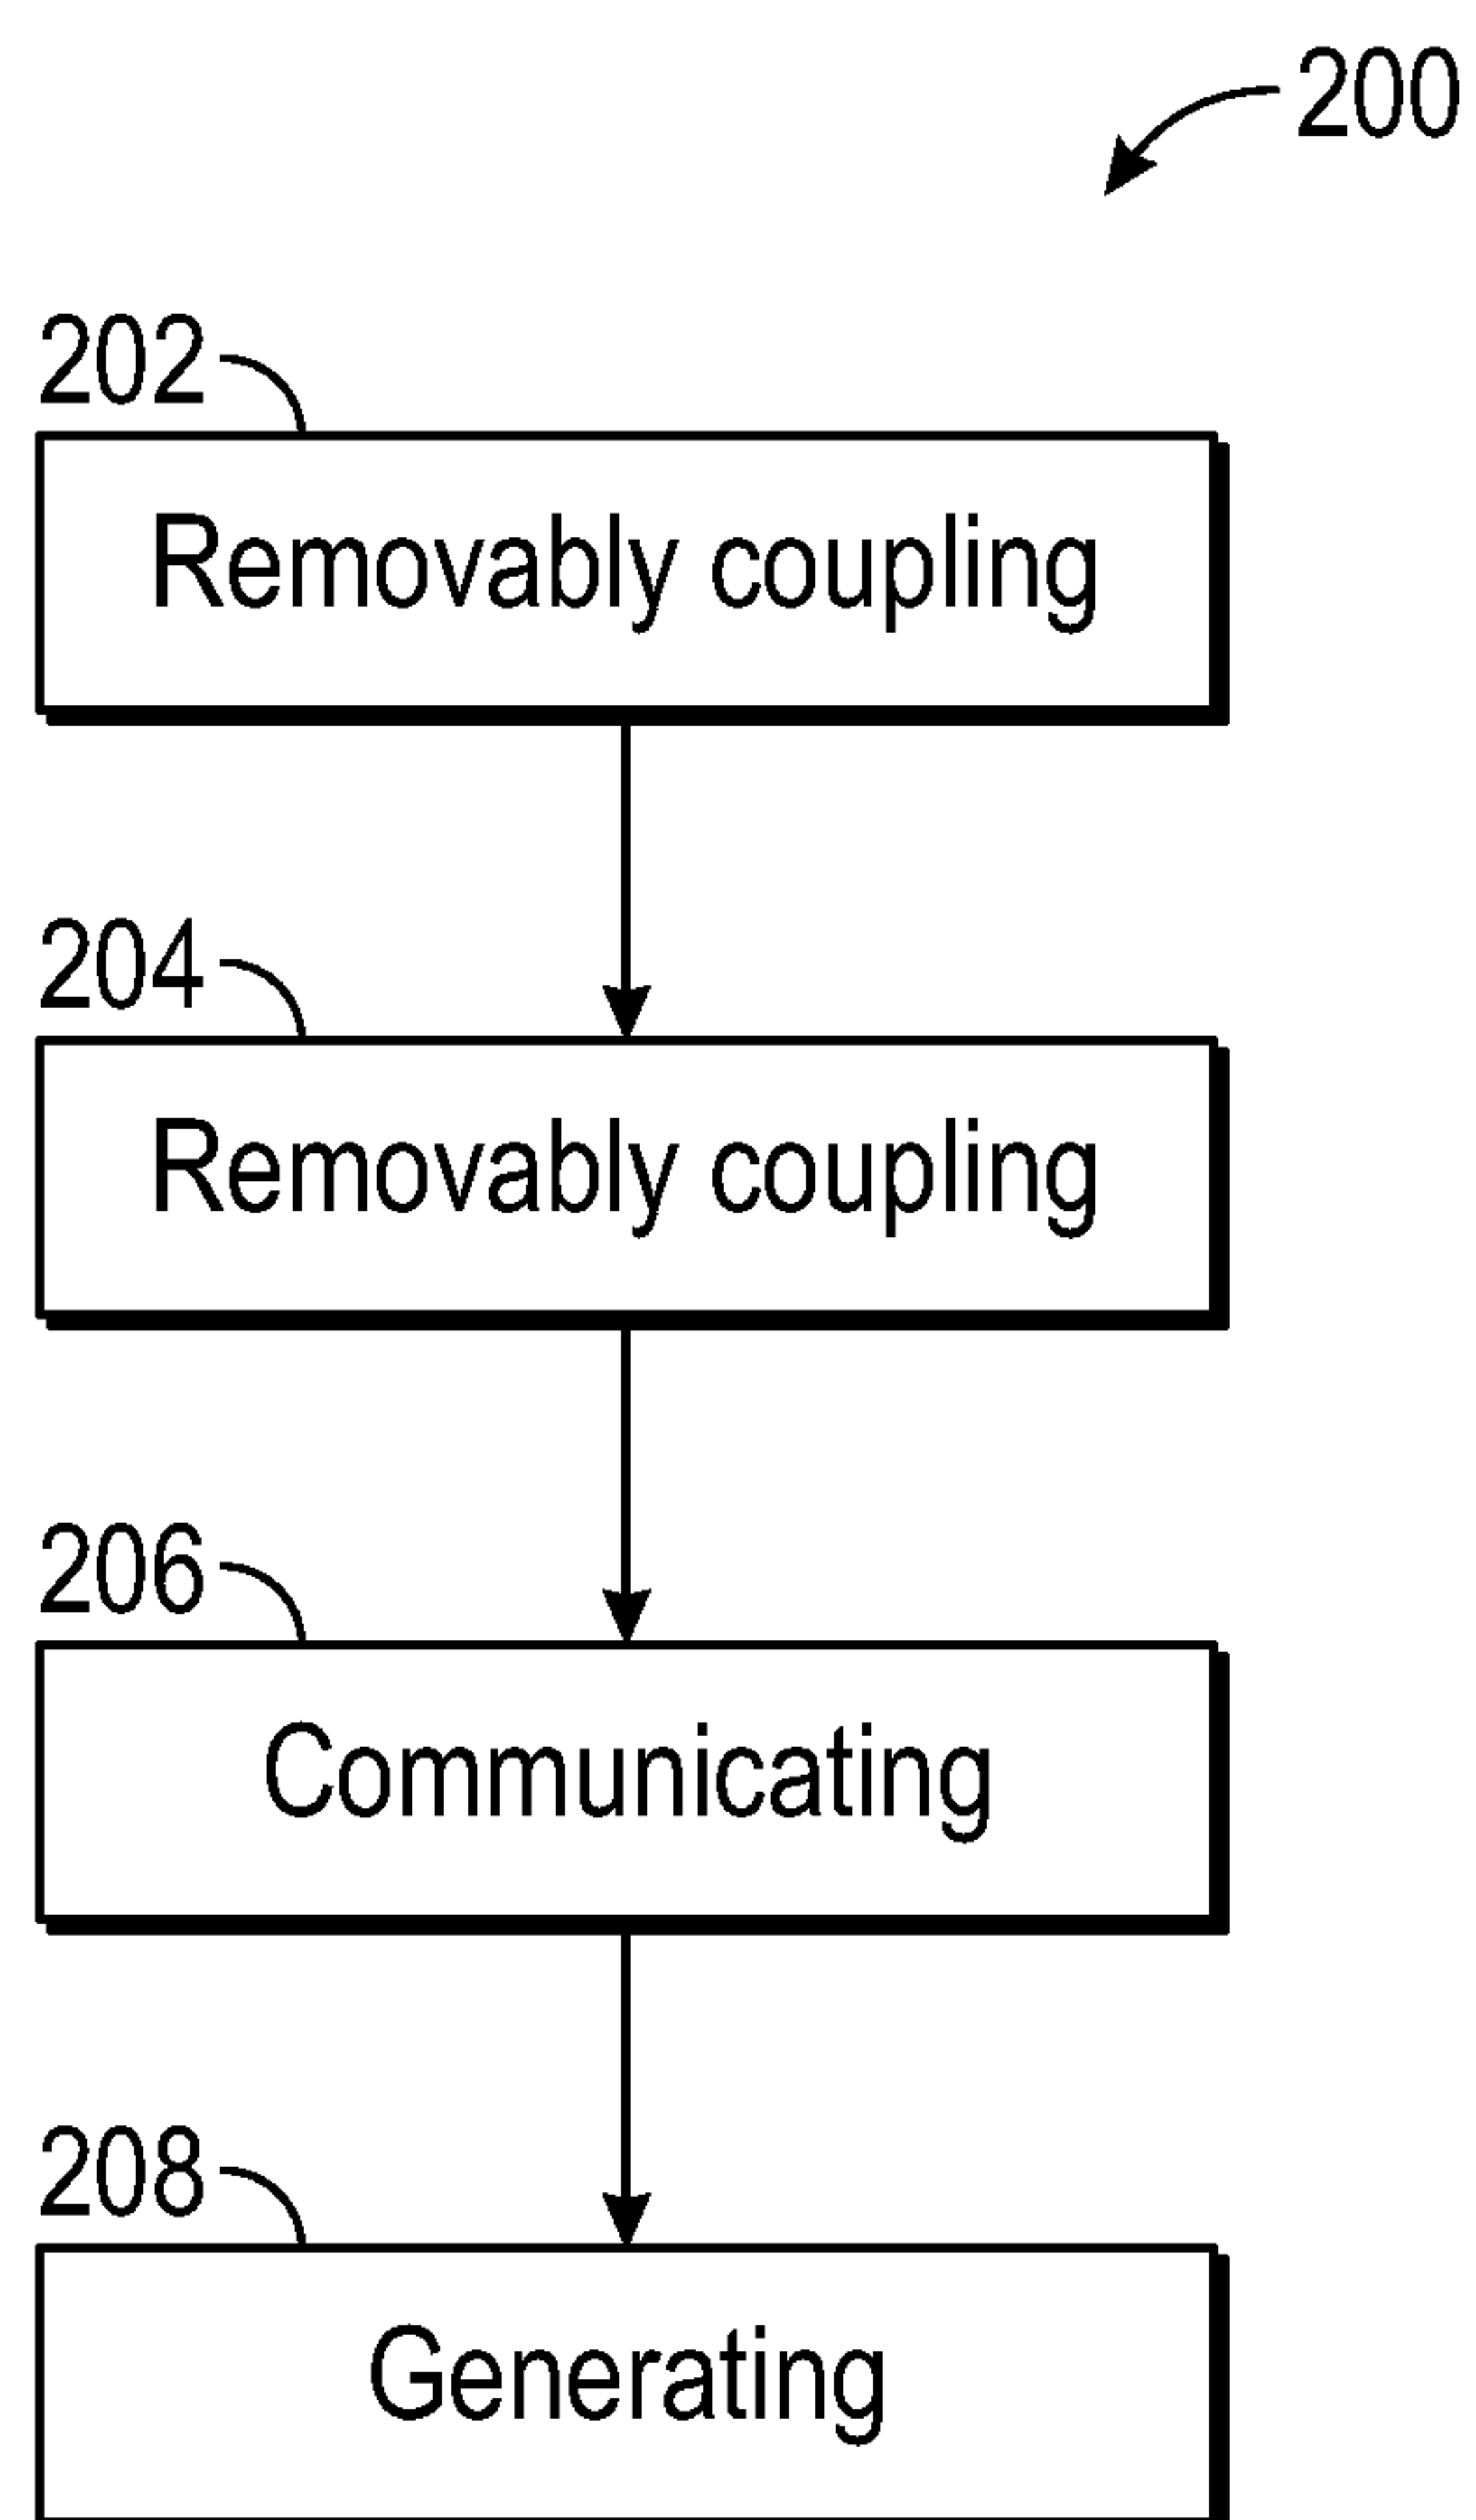 200
202
Removably coupling
204
Removably coupling
206
Communicating
208
Generating